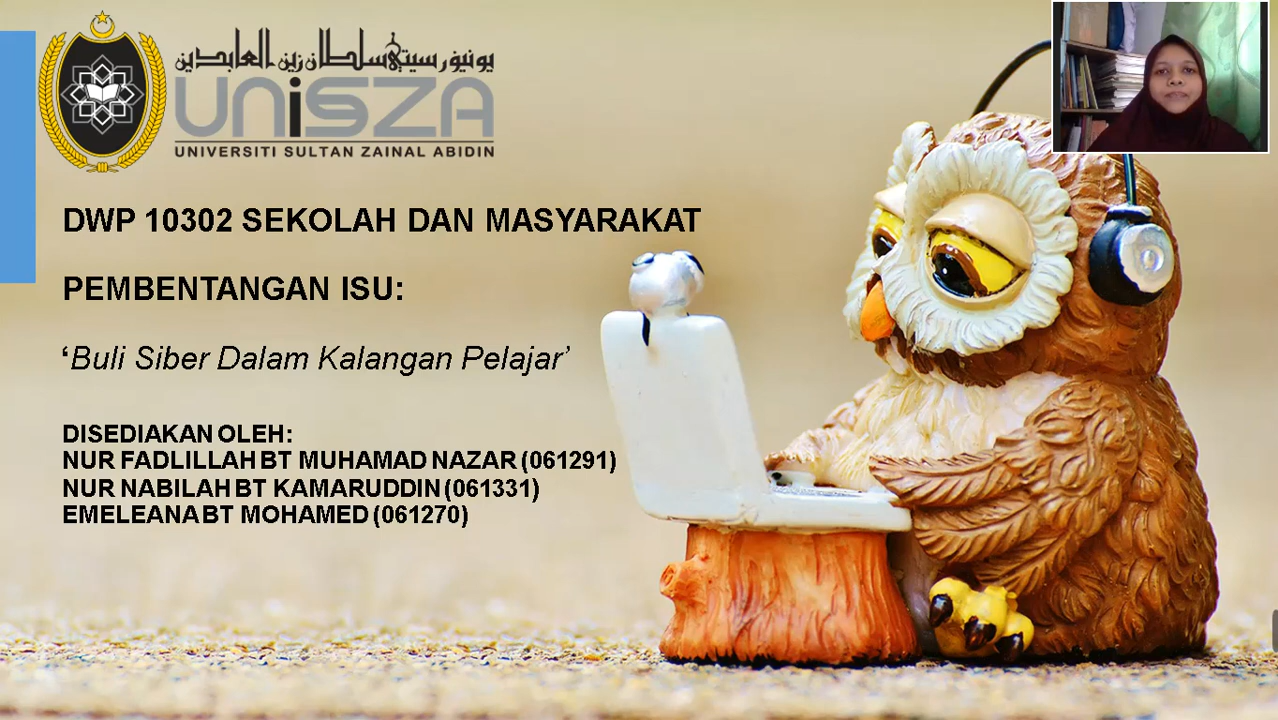 يونيۏرسيتي سلطان زين العابدين
UNiSZA
UNIVERSITI SULTAN ZAINAL ABIDIN
DWP 10302 SEKOLAH DAN MASYARAKAT
PEMBENTANGAN ISU:
‘Buli Siber Dalam Kalangan Pelajar’
DISEDIAKAN OLEH:
NUR FADLILLAH BT MUHAMAD NAZAR (061291)
NUR NABILAH BT KAMARUDDIN (061331)
EMELEANA BT MOHAMED (061270)